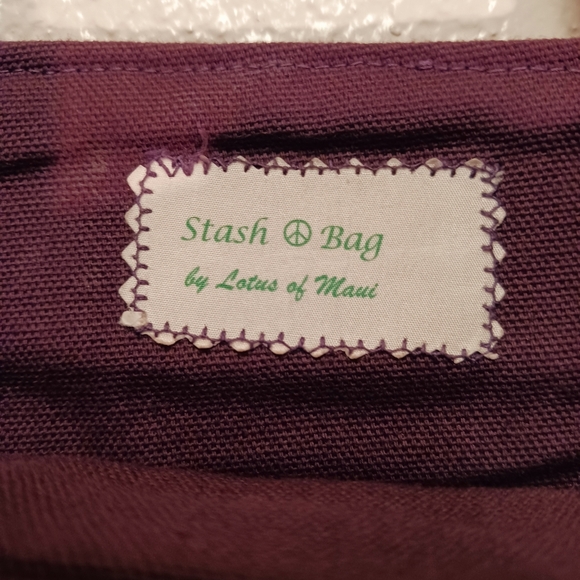 Stash ☮ Bag
by Lotus of Maui